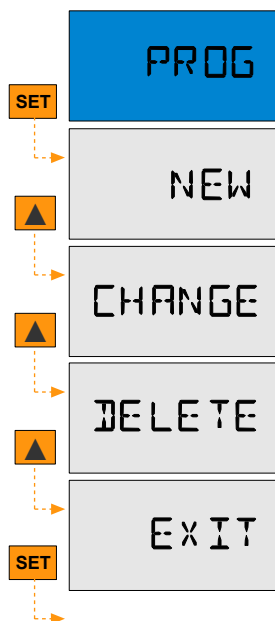 PROG
SET
NEW
CHANGE
DELETE
EXIT
SET